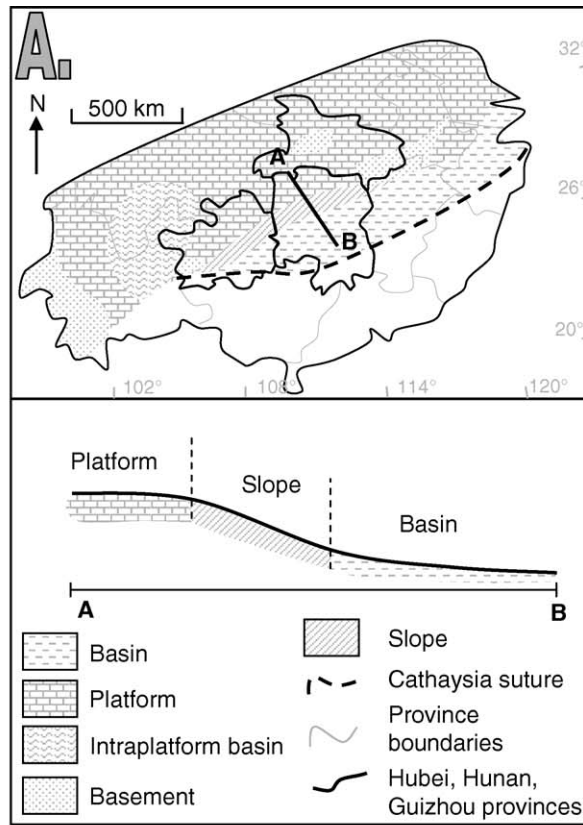 A.
N
500 km
32°
26°
20°
A
B
102°
108°
114°
120°
Platform
Slope
Basin
A
B
Basin
Platform
Intraplatform basin
Basement
Slope
Cathaysia suture
Province
boundaries
Hubei, Hunan,
Guizhou provinces